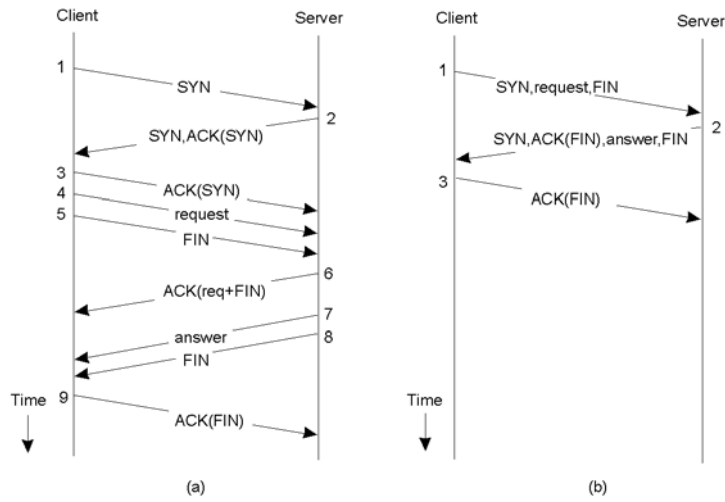 Client Server
1
SYN
2
SYN,ACK(SYN)
3
ACK(SYN)
4
request
5
FIN
6
ACK(req+FIN)
7
answer
8
FIN
9
Time
ACK(FIN)
(a)
Client Server
1
SYN,request,FIN
2
SYN,ACK(FIN),answer,FIN
3
ACK(FIN)
Time
(b)